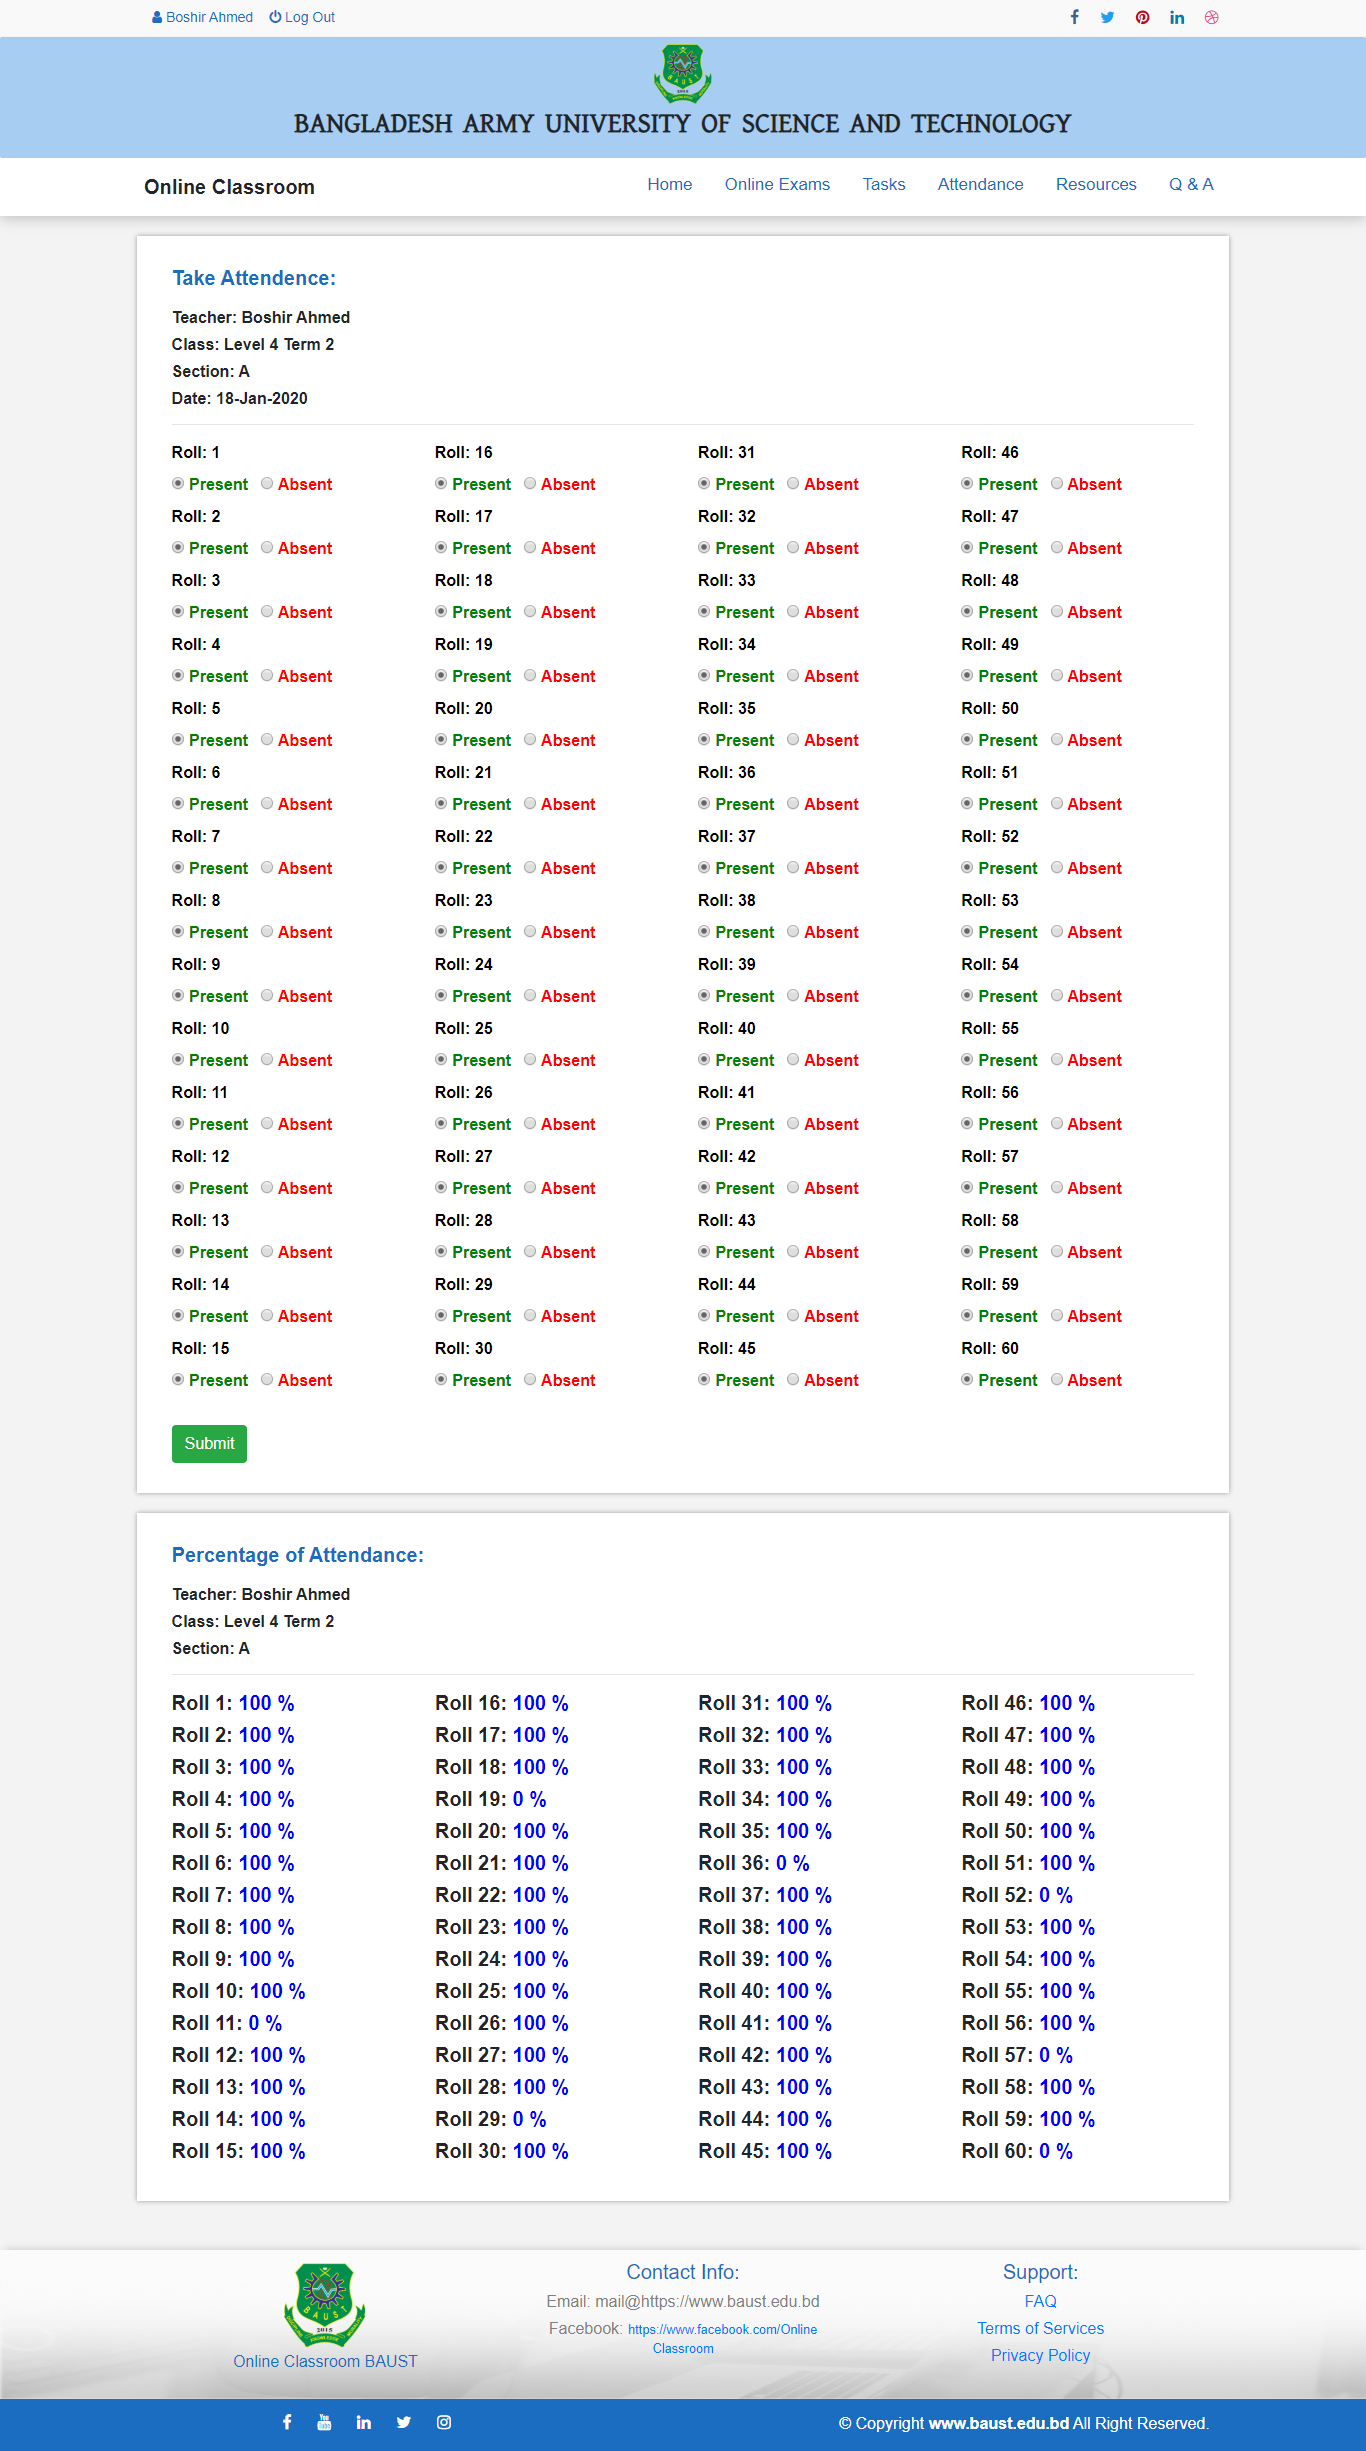 Boshir Ahmed Log Out
BAUST
2015
BANGLADESH ARMY UNIVERSITY OF SCIENCE AND TECHNOLOGY
Online Classroom Home Online Exams Tasks Attendance Resources Q & A
Take Attendence:
Teacher: Boshir Ahmed
Class: Level 4 Term 2
Section: A
Date: 18-Jan-2020
Roll: 1 Roll: 16 Roll: 31 Roll: 46
Present Absent Present Absent Present Absent Present Absent
Roll: 2 Roll: 17 Roll: 32 Roll: 47
Present Absent Present Absent Present Absent Present Absent
Roll: 3 Roll: 18 Roll: 33 Roll: 48
Present Absent Present Absent Present Absent Present Absent
Roll: 4 Roll: 19 Roll: 34 Roll: 49
Present Absent Present Absent Present Absent Present Absent
Roll: 5 Roll: 20 Roll: 35 Roll: 50
Present Absent Present Absent Present Absent Present Absent
Roll: 6 Roll: 21 Roll: 36 Roll: 51
Present Absent Present Absent Present Absent Present Absent
Roll: 7 Roll: 22 Roll: 37 Roll: 52
Present Absent Present Absent Present Absent Present Absent
Roll: 8 Roll: 23 Roll: 38 Roll: 53
Present Absent Present Absent Present Absent Present Absent
Roll: 9 Roll: 24 Roll: 39 Roll: 54
Present Absent Present Absent Present Absent Present Absent
Roll: 10 Roll: 25 Roll: 40 Roll: 55
Present Absent Present Absent Present Absent Present Absent
Roll: 11 Roll: 26 Roll: 41 Roll: 56
Present Absent Present Absent Present Absent Present Absent
Roll: 12 Roll: 27 Roll: 42 Roll: 57
Present Absent Present Absent Present Absent Present Absent
Roll: 13 Roll: 28 Roll: 43 Roll: 58
Present Absent Present Absent Present Absent Present Absent
Roll: 14 Roll: 29 Roll: 44 Roll: 59
Present Absent Present Absent Present Absent Present Absent
Roll: 15 Roll: 30 Roll: 45 Roll: 60
Present Absent Present Absent Present Absent Present Absent
Submit
Percentage of Attendance:
Teacher: Boshir Ahmed
Class: Level 4 Term 2
Section: A
Roll 1: 100 % Roll 16: 100 % Roll 31: 100 % Roll 46: 100 %
Roll 2: 100 % Roll 17: 100 % Roll 32: 100 % Roll 47: 100 %
Roll 3: 100 % Roll 18: 100 % Roll 33: 100 % Roll 48: 100 %
Roll 4: 100 % Roll 19: 0 % Roll 34: 100 % Roll 49: 100 %
Roll 5: 100 % Roll 20: 100 % Roll 35: 100 % Roll 50: 100 %
Roll 6: 100 % Roll 21: 100 % Roll 36: 0 % Roll 51: 100 %
Roll 7: 100 % Roll 22: 100 % Roll 37: 100 % Roll 52: 0 %
Roll 8: 100 % Roll 23: 100 % Roll 38: 100 % Roll 53: 100 %
Roll 9: 100 % Roll 24: 100 % Roll 39: 100 % Roll 54: 100 %
Roll 10: 100 % Roll 25: 100 % Roll 40: 100 % Roll 55: 100 %
Roll 11: 0 % Roll 26: 100 % Roll 41: 100 % Roll 56: 100 %
Roll 12: 100 % Roll 27: 100 % Roll 42: 100 % Roll 57: 0 %
Roll 13: 100 % Roll 28: 100 % Roll 43: 100 % Roll 58: 100 %
Roll 14: 100 % Roll 29: 0 % Roll 44: 100 % Roll 59: 100 %
Roll 15: 100 % Roll 30: 100 % Roll 45: 100 % Roll 60: 0 %
BAUST
2015
Online Classroom BAUST
Contact Info:
Email: mail@https://www.baust.edu.bd
Facebook: https://www.facebook.com/Online
Classroom
Support:
FAQ
Terms of Services
Privacy Policy
© Copyright www.baust.edu.bd All Right Reserved.